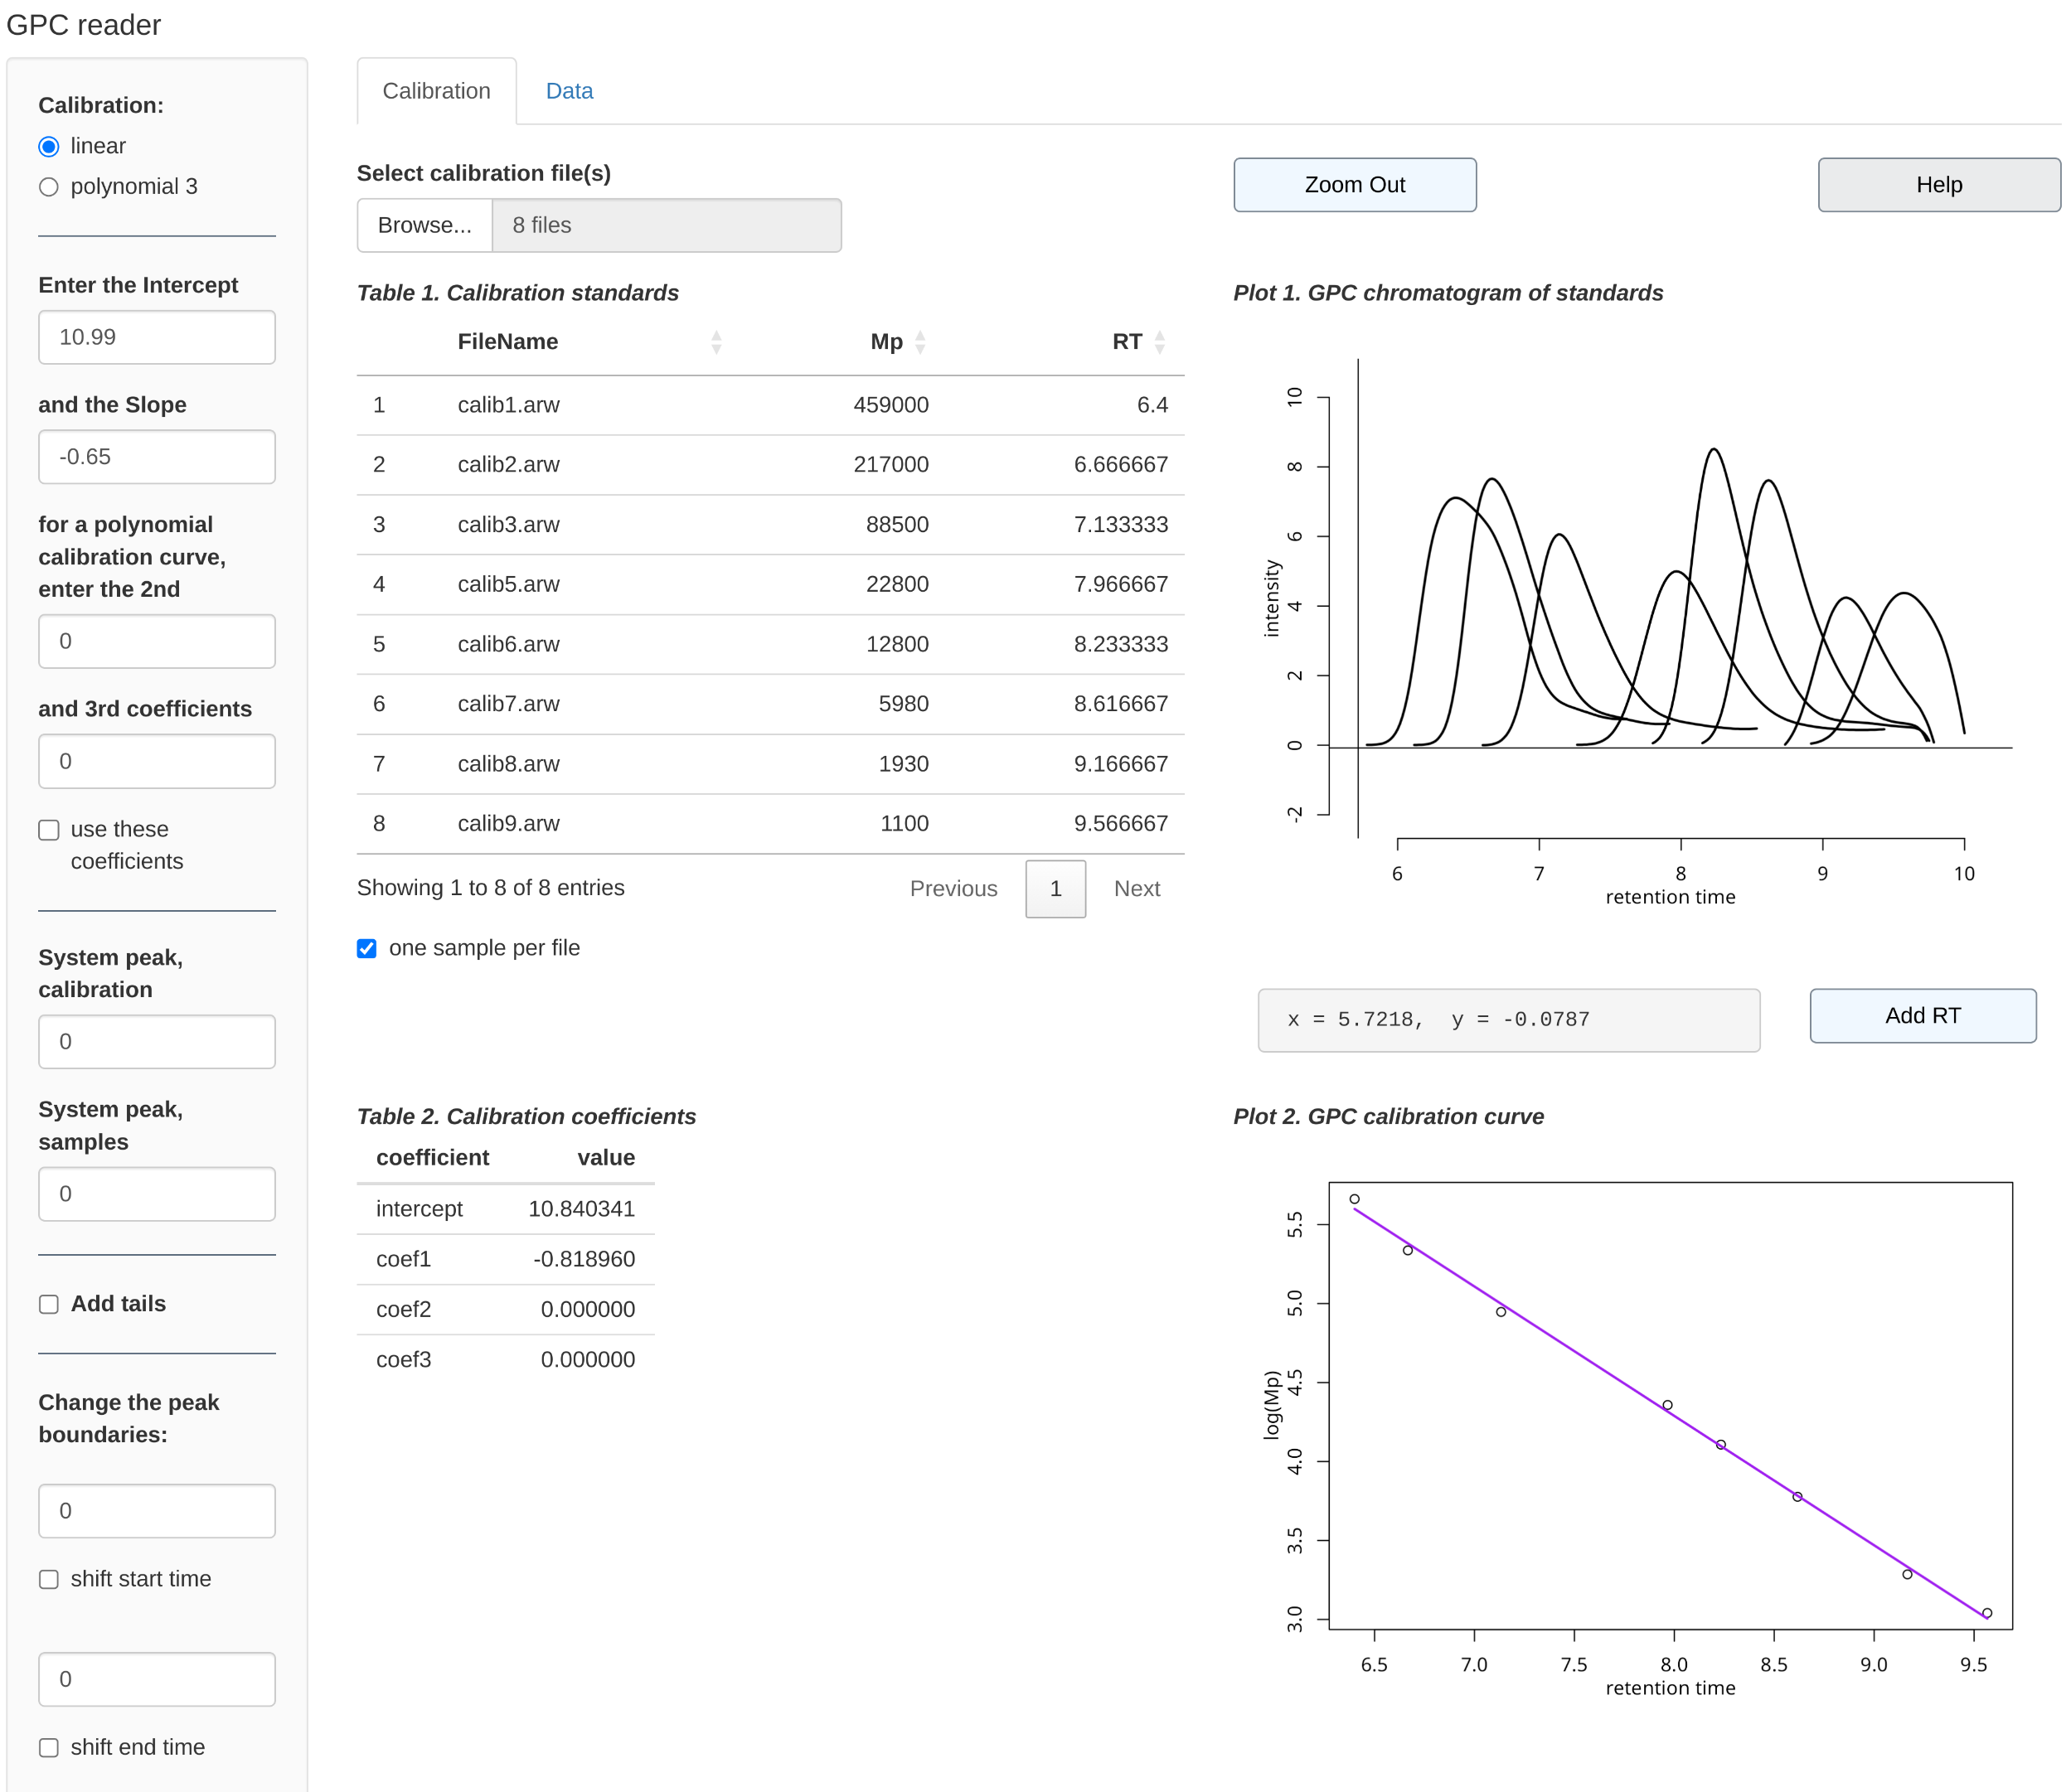 GPC reader
Calibration:
linear
polynomial 3
Enter the Intercept
10.99
and the Slope
-0.65
for a polynomial
calibration curve,
enter the 2nd
0
and 3rd coefficients
0
use these
coefficients
System peak,
calibration
0
System peak,
samples
0
Add tails
Change the peak
boundaries:
0
shift start time
0
shift end time
Calibration Data
Select calibration file(s)
Browse... 8 files
Table 1. Calibration standards
FileName Mp RT
1 calib1.arw 459000 6.4
2 calib2.arw 217000 6.666667
3 calib3.arw 88500 7.133333
4 calib5.arw 22800 7.966667
5 calib6.arw 12800 8.233333
6 calib7.arw 5980 8.616667
7 calib8.arw 1930 9.166667
8 calib9.arw 1100 9.566667
Showing 1 to 8 of 8 entries Previous 1 Next
one sample per file
Table 2. Calibration coefficients
coefficient value
intercept 10.840341
coef1 -0.818960
coef2 0.000000
coef3 0.000000
Zoom Out Help
Plot 1. GPC chromatogram of standards
intensity
10
8
6
4
2
0
-2
6 7 8 9 10
retention time
x = 5.7218, y = -0.0787
Add RT
Plot 2. GPC calibration curve
log(Mp)
5.5
5.0
4.5
4.0
3.5
3.0
6.5 7.0 7.5 8.0 8.5 9.0 9.5
retention time